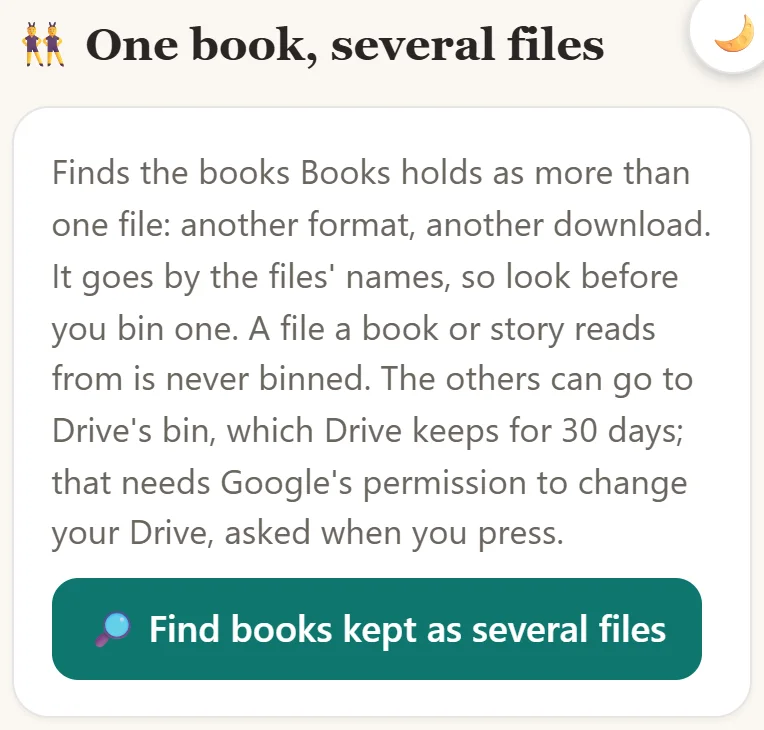 One book, several files
Finds the books Books holds as more than
one file: another format, another download.
It goes by the files' names, so look before
you bin one. A file a book or story reads
from is never binned. The others can go to
Drive's bin, which Drive keeps for 30 days;
that needs Google's permission to change
your Drive, asked when you press.
Find books kept as several files